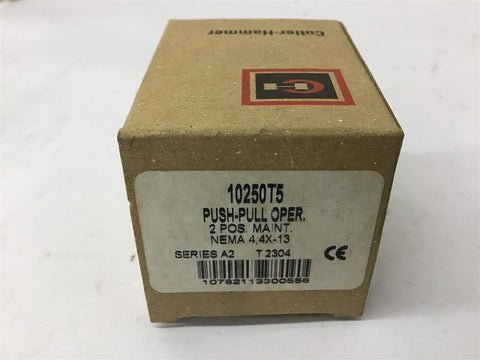 Cutler-Hammer
10250T5
PUSH-PULL OPER.
2 POS. MAINT.
NEMA 4,4X-13
SERIES A2 T 2304
CE
10782113300556